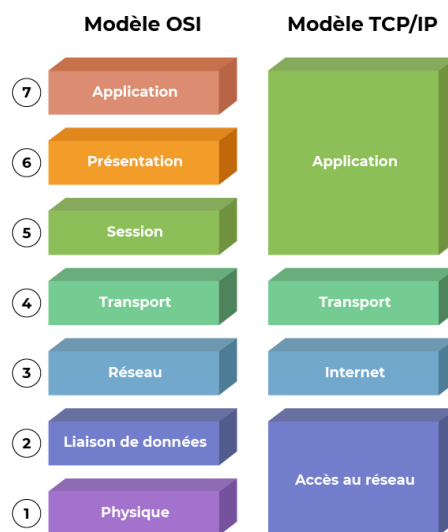 Modèle OSI
Modèle TCP/IP
7
Application
Application
6
Présentation
5
Session
4
Transport
Transport
3
Réseau
Internet
2
Liaison de données
Accès au réseau
1
Physique